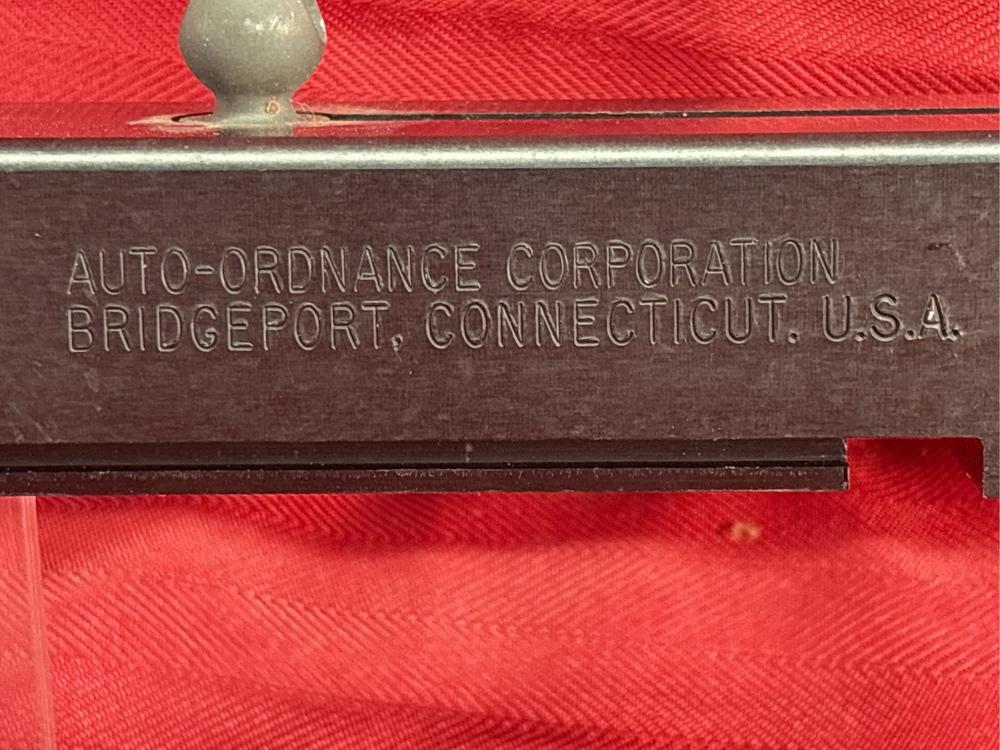 AUTO-ORDNANCE CORPORATION
BRIDGEPORT, CONNECTICUT. U.S.A.